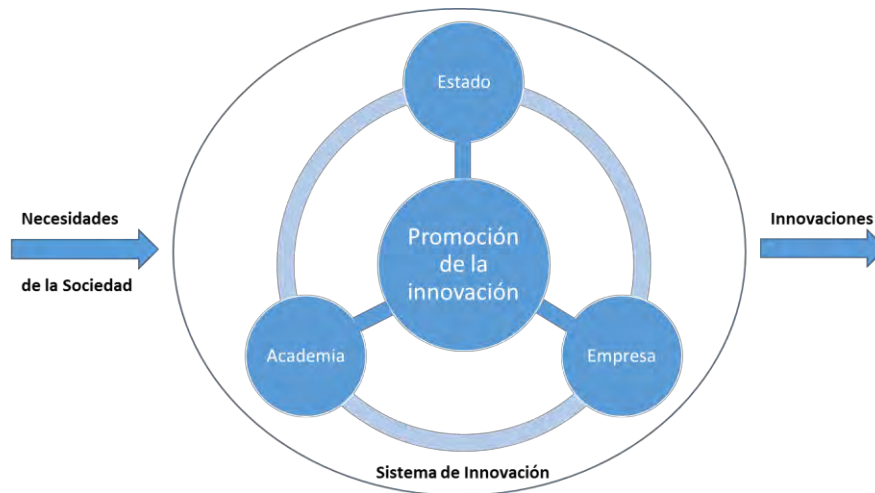 Estado
Necesidades
de la Sociedad
Promoción
de la
innovación
Innovaciones
Academia
Empresa
Sistema de Innovación